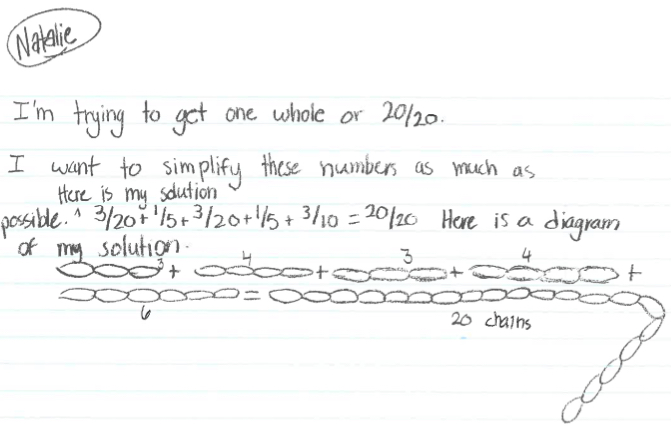 Natalie
I'm trying to get one whole or 20/20.
I want to simplify these numbers as much as
Here is my solution
possible. ^ 3/20+1/5+3/20+1/5+3/10=20/20 Here is a diagram
of my solution.
3 + 4 + 3 + 4 +
6 = 20 chains